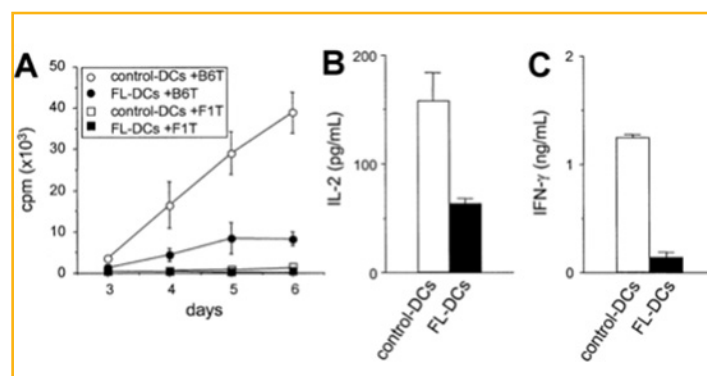 A
control-DCs +B6T
FL-DCs +B6T
control-DCs +F1T
FL-DCs +F1T
cpm (x10³)
50
40
30
20
10
0
3
4
5
6
days
B
IL-2 (pg/mL)
200
100
0
control-DCs
FL-DCs
C
IFN-γ (ng/mL)
2
1
0
control-DCs
FL-DCs